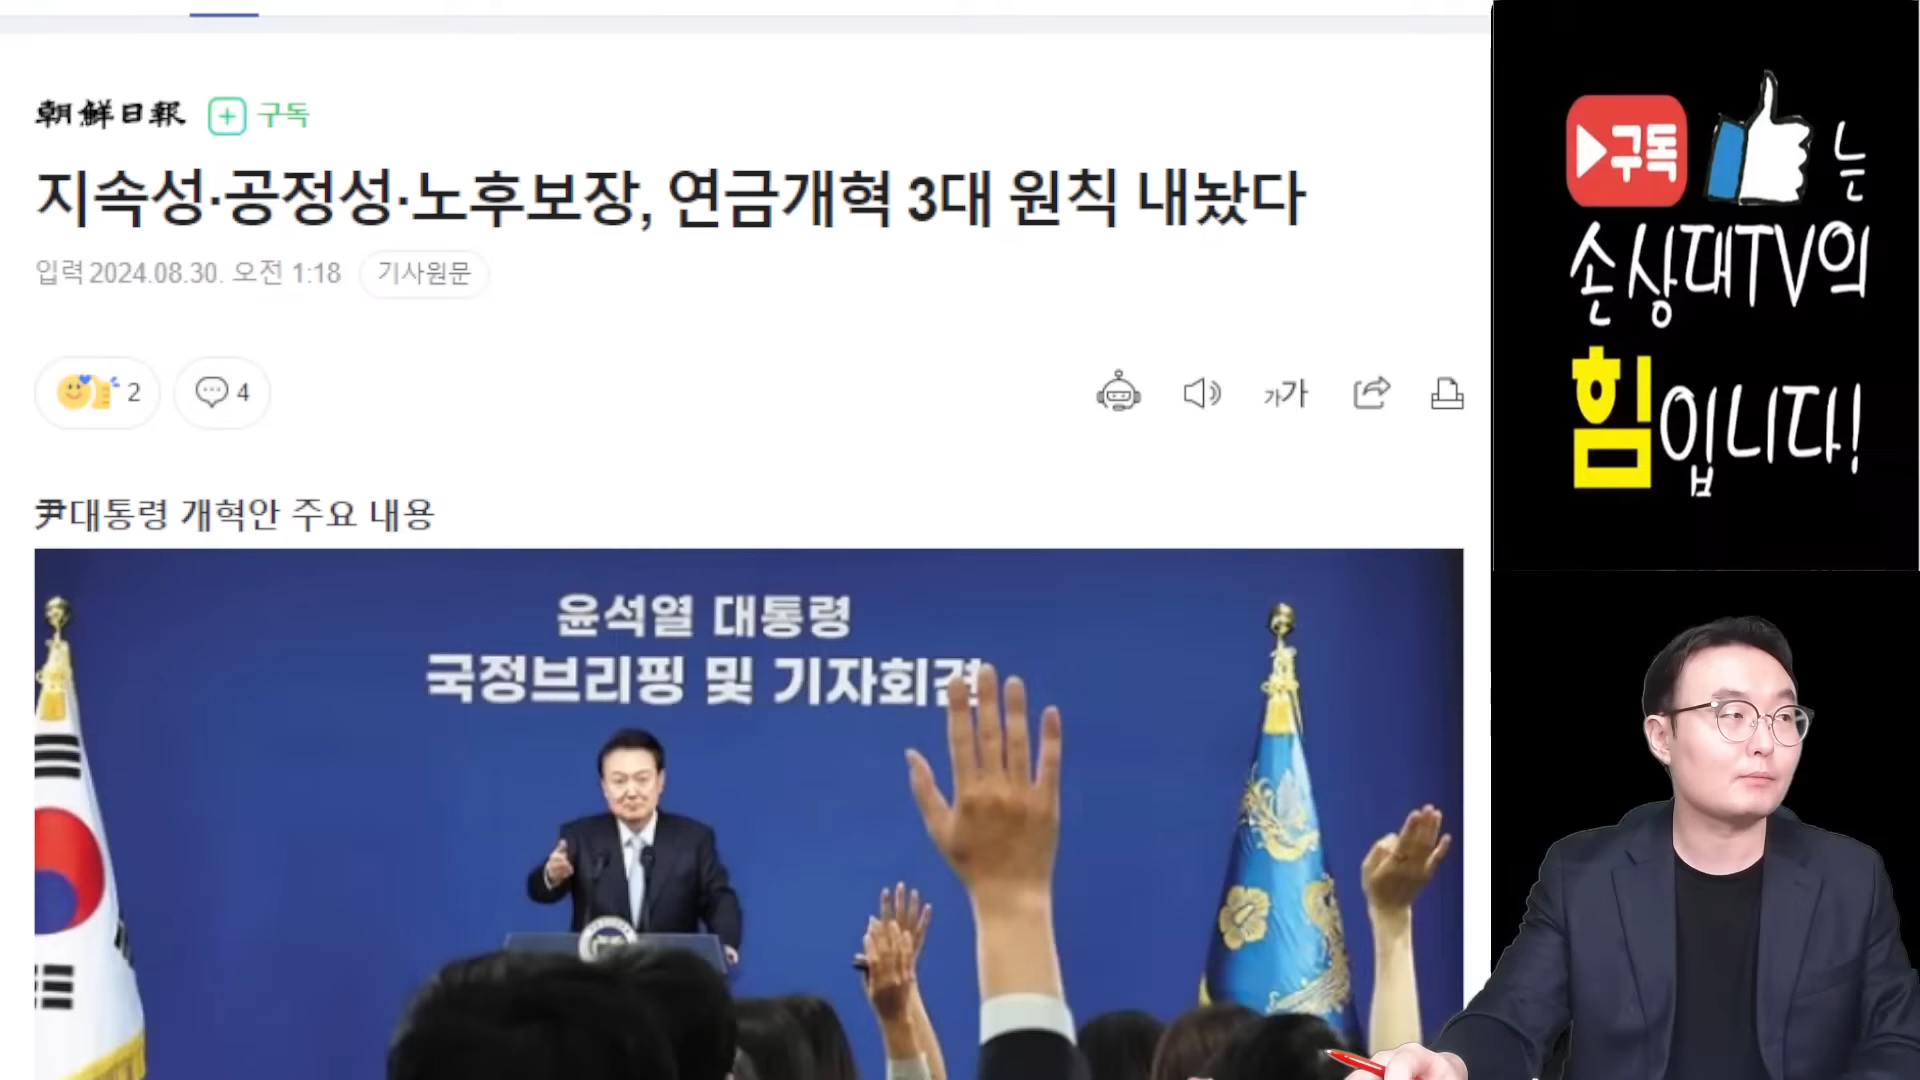 朝鮮日報 + 구독
지속성·공정성·노후보장, 연금개혁 3대 원칙 내놨다
입력 2024.08.30. 오전 1:18 기사원문
2 4
가가
尹대통령 개혁안 주요 내용
윤석열 대통령
국정브리핑 및 기자회견
구독 는
손상대TV의
힘입니다!